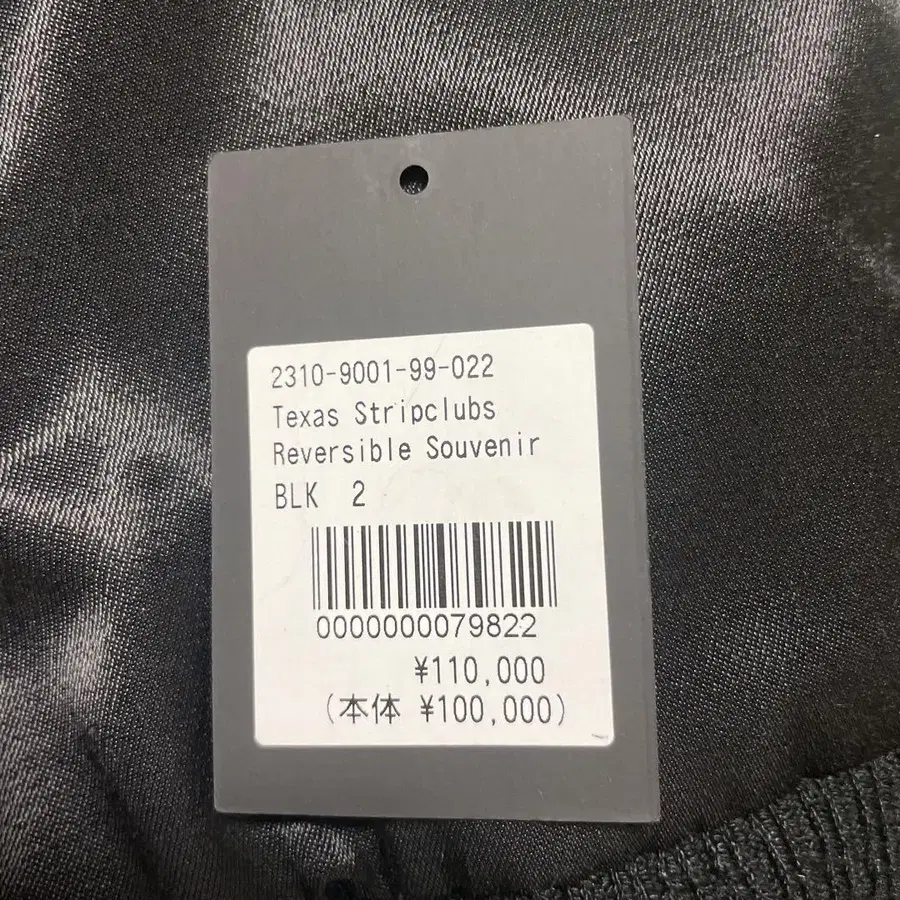 2310-9001-99-022
Texas Stripclubs
Reversible Souvenir
BLK 2
0000000079822
¥110,000
(本体 ¥100,000)